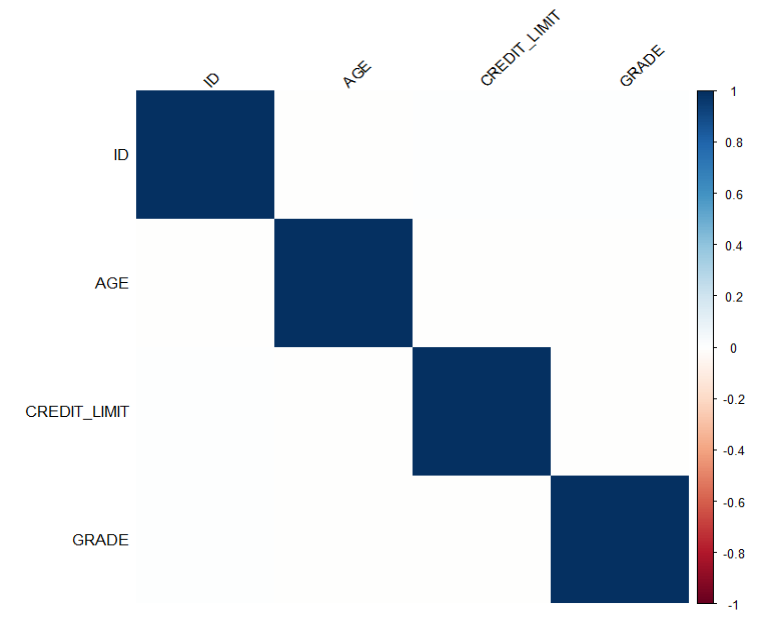 ID
AGE
CREDIT_LIMIT
GRADE
ID
AGE
CREDIT_LIMIT
GRADE
1
0.8
0.6
0.4
0.2
0
-0.2
-0.4
-0.6
-0.8
-1